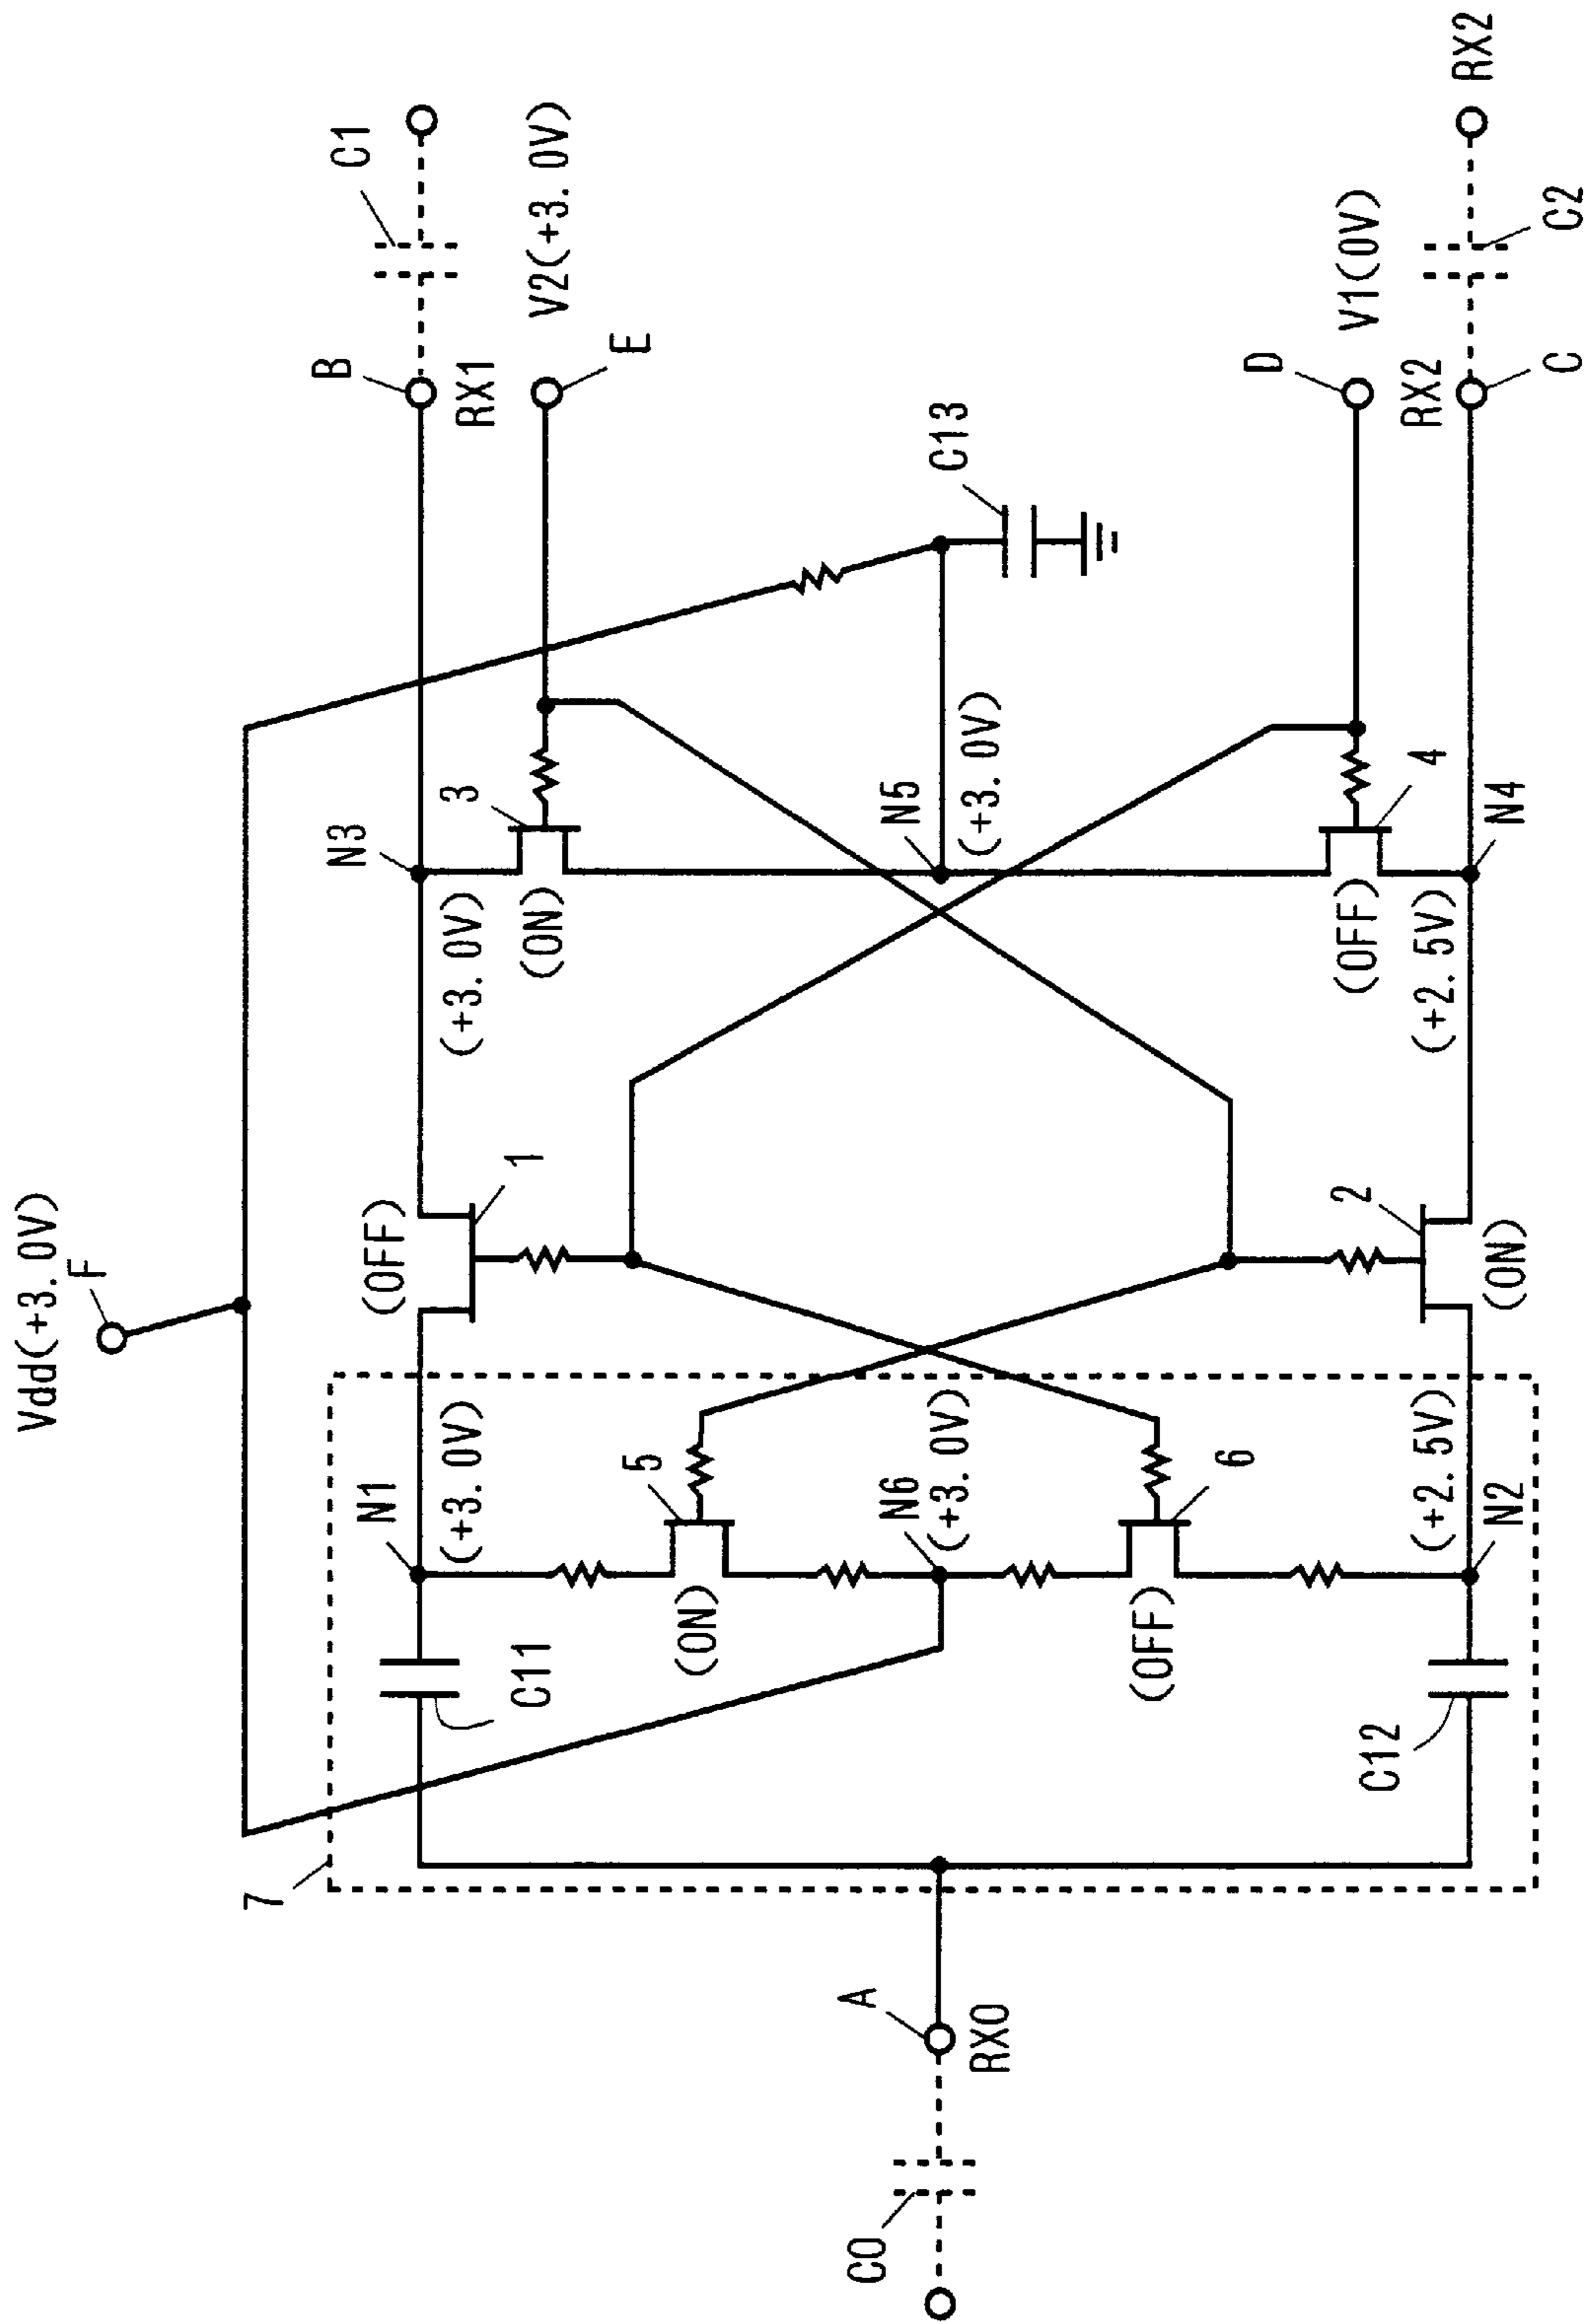 Vdd(+3.0V)
F
C1
B
RX1
V2(+3.0V)
E
N3
(+3.0V)
3
(ON)
C13
N5
(+3.0V)
D
V1(0V)
4
(OFF)
RX2
RX2
C2
C
N4
(+2.5V)
(OFF)
1
2
(ON)
7
N1
(+3.0V)
5
(ON)
C11
N6
(+3.0V)
6
(OFF)
(+2.5V)
N2
C12
A
RX0
C0